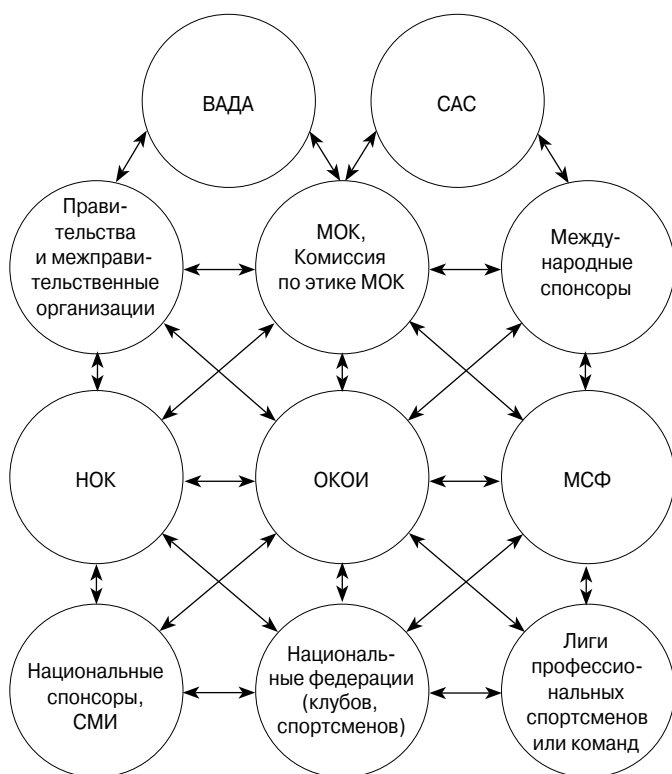 ВАДА
САС
Прави-
тельства
и межправи-
тельственные
организации
МОК,
Комиссия
по этике МОК
Между-
народные
спонсоры
НОК
ОКОИ
МСФ
Национальные
спонсоры,
СМИ
Националь-
ные федерации
(клубов,
спортсменов)
Лиги
профессио-
нальных
спортсменов
или команд